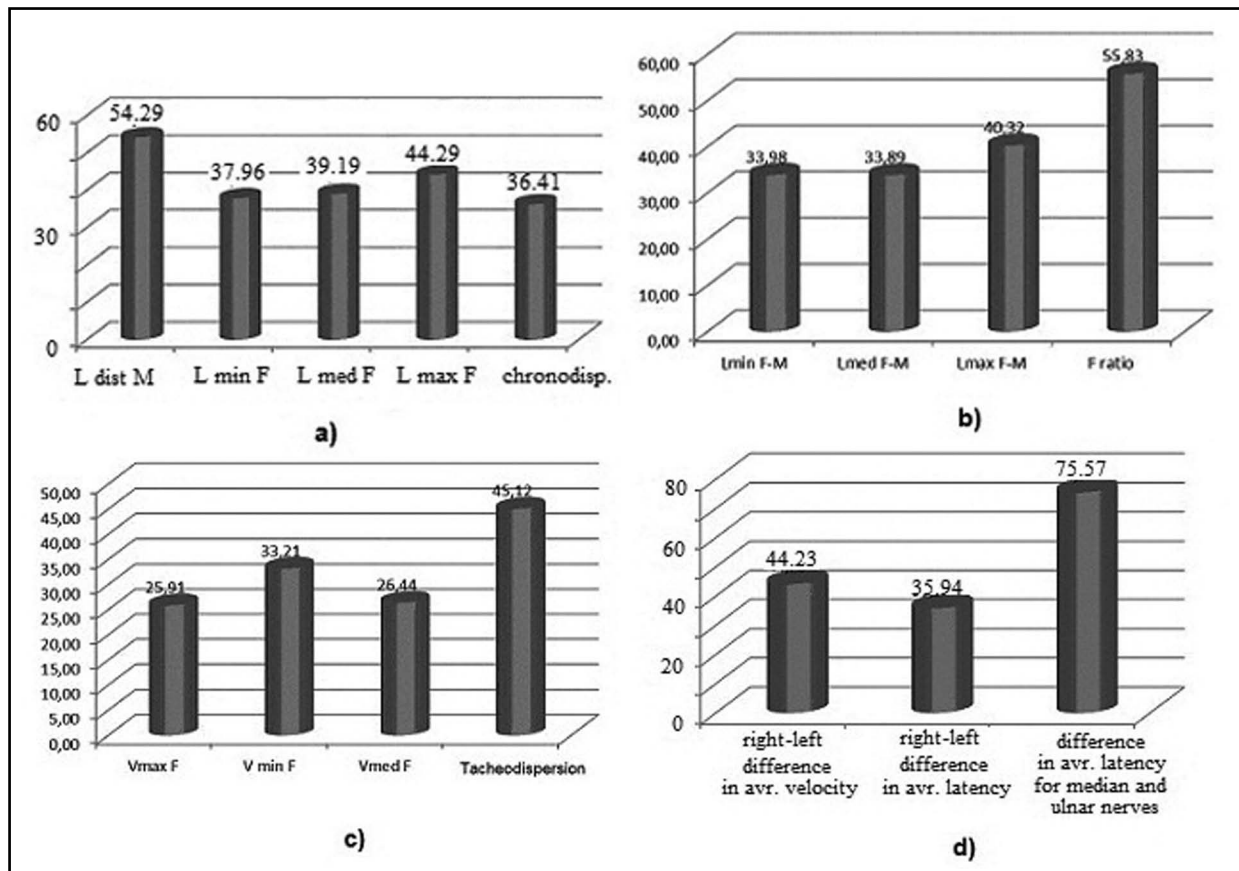 60
30
0
54.29
37.96
39.19
44.29
36.41
L dist M
L min F
L med F
L max F
chronodisp.
a)
60,00
50,00
40,00
30,00
20,00
10,00
0,00
33,98
33,89
40,32
55,83
Lmin F-M
Lmed F-M
Lmax F-M
F ratio
b)
50,00
45,00
40,00
35,00
30,00
25,00
20,00
15,00
10,00
5,00
0,00
25,91
33,21
26,44
45,12
Vmax F
V min F
Vmed F
Tacheodispersion
c)
80
60
40
20
0
44.23
35.94
75.57
right-left
difference
in avr. velocity
right-left
difference
in avr. latency
difference
in avr. latency
for median and
ulnar nerves
d)